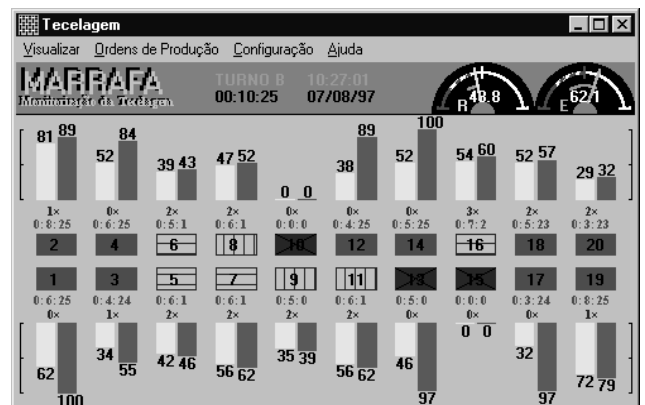 Tecelagem
Visualizar Ordens de Produção Configuração Ajuda
MARRAFA
Monitorização da Tecelagem
TURNO B 10:27:01
00:10:25 07/08/97
R 48.8
E 62/1
81 89 52 84 39 43 47 52 0 0 38 89 52 100 54 60 52 57 29 32
1× 0× 2× 2× 0× 0× 0× 3× 2× 2×
0:8:25 0:6:25 0:5:1 0:6:1 0:0:0 0:4:25 0:5:25 0:7:2 0:5:23 0:3:23
2 4 6 8 10 12 14 16 18 20
1 3 5 7 9 11 13 15 17 19
0:6:25 0:4:24 0:6:1 0:6:1 0:5:0 0:6:1 0:5:0 0:0:0 0:3:24 0:8:25
0× 1× 2× 2× 2× 2× 0× 0× 0× 1×
62 100 34 55 42 46 56 62 35 39 56 62 46 97 0 0 32 97 72 79